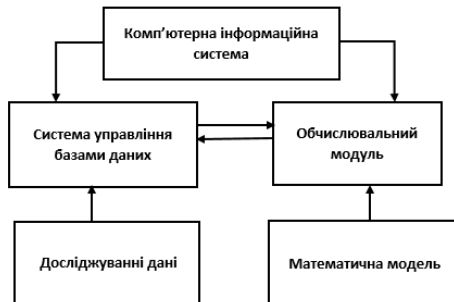 Комп’ютерна інформаційна
система
Система управління
базами даних
Обчислювальний
модуль
Досліджуванні дані
Математична модель